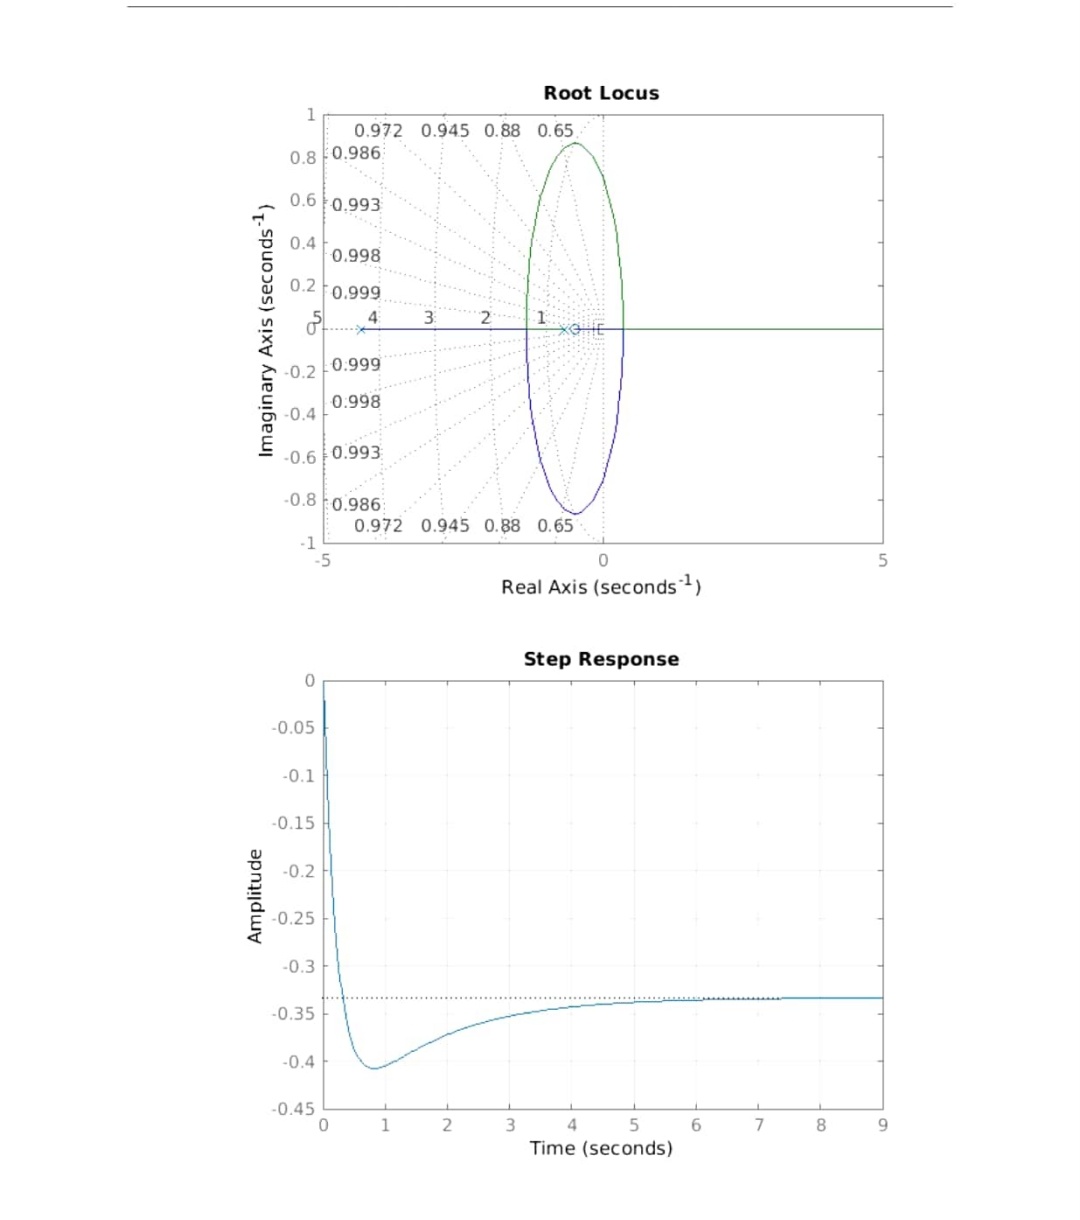 Root Locus
1
0.972 0.945 0.88 0.65
0.986
0.8
0.6
0.993
0.4
0.998
0.2
0.999
5 4 3 2 1
0
0.999
-0.2
0.998
-0.4
0.993
-0.6
0.986
-0.8
0.972 0.945 0.88 0.65
-1
-5 0 5
Imaginary Axis (seconds⁻¹)
Real Axis (seconds⁻¹)
Step Response
0
-0.05
-0.1
-0.15
-0.2
-0.25
-0.3
-0.35
-0.4
-0.45
0 1 2 3 4 5 6 7 8 9
Amplitude
Time (seconds)